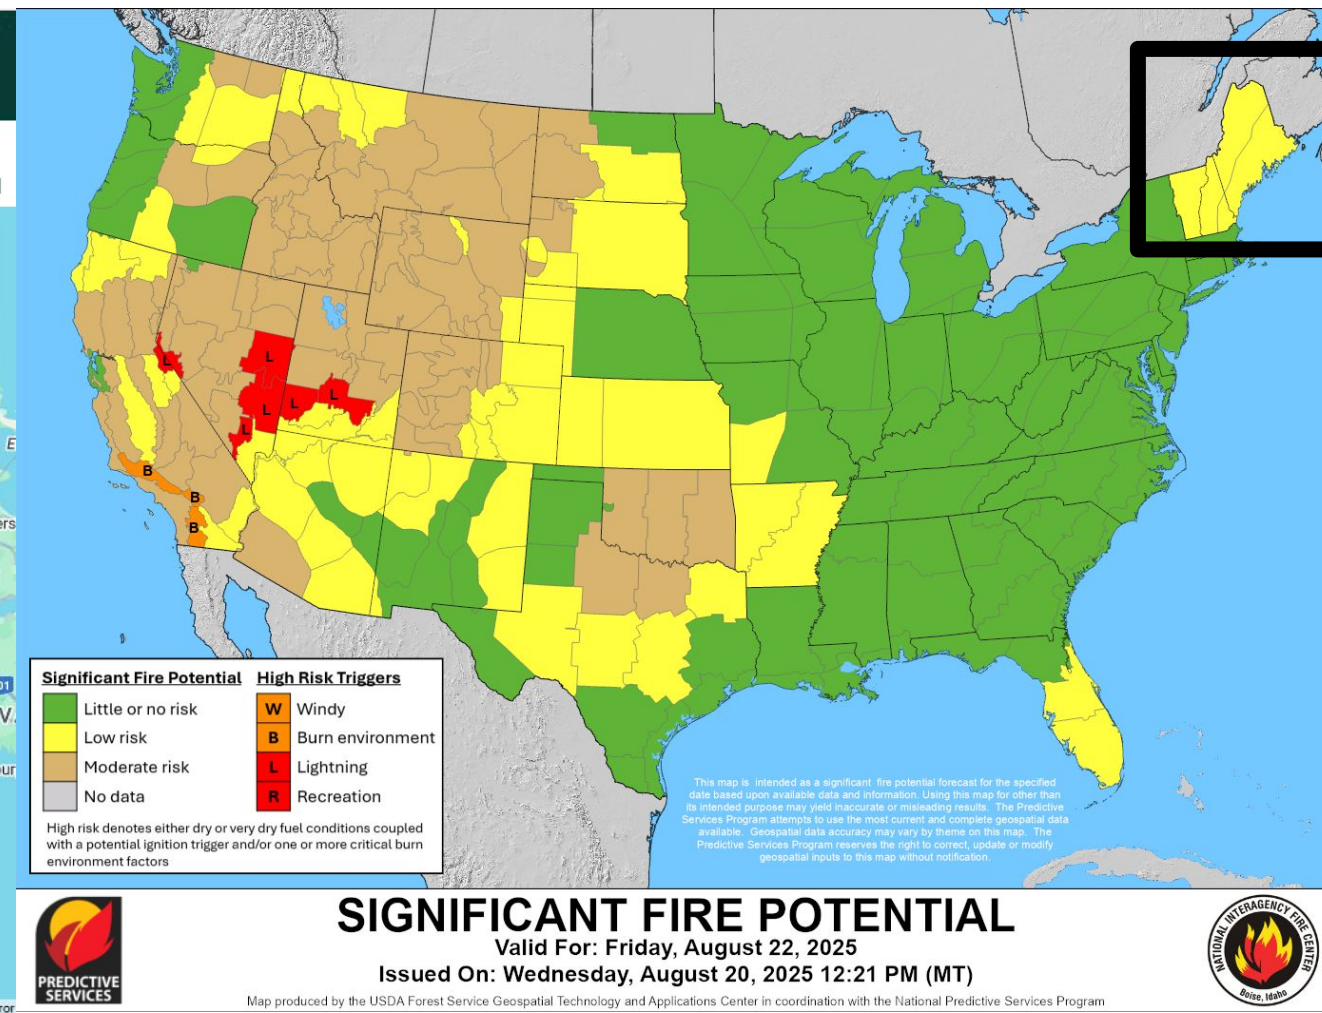 L
L
L
L
L
L
B
B
B
Significant Fire Potential
Little or no risk
Low risk
Moderate risk
No data
High Risk Triggers
W Windy
B Burn environment
L Lightning
R Recreation
High risk denotes either dry or very dry fuel conditions coupled
with a potential ignition trigger and/or one or more critical burn
environment factors
This map is intended as a significant fire potential forecast for the specified
date based upon available data and information. Using this map for other than
its intended purpose may yield inaccurate or misleading results. The Predictive
Services Program attempts to use the most current and complete geospatial data
available. Geospatial data accuracy may vary by theme on this map. The
Predictive Services Program reserves the right to correct, update or modify
geospatial inputs to this map without notification.
PREDICTIVE
SERVICES
SIGNIFICANT FIRE POTENTIAL
Valid For: Friday, August 22, 2025
Issued On: Wednesday, August 20, 2025 12:21 PM (MT)
Map produced by the USDA Forest Service Geospatial Technology and Applications Center in coordination with the National Predictive Services Program
NATIONAL INTERAGENCY FIRE CENTER
Boise, Idaho